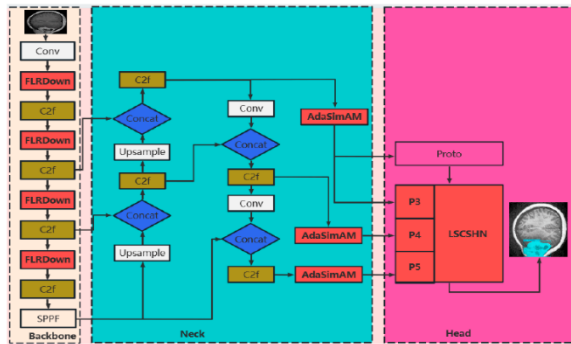 Conv
FLRDown
C2f
FLRDown
C2f
FLRDown
C2f
FLRDown
C2f
SPPF
Backbone
C2f
Concat
Upsample
C2f
Concat
Upsample
Conv
Concat
C2f
Conv
Concat
C2f
AdaSimAM
AdaSimAM
AdaSimAM
Neck
Proto
P3
P4
P5
LSCSHN
Head